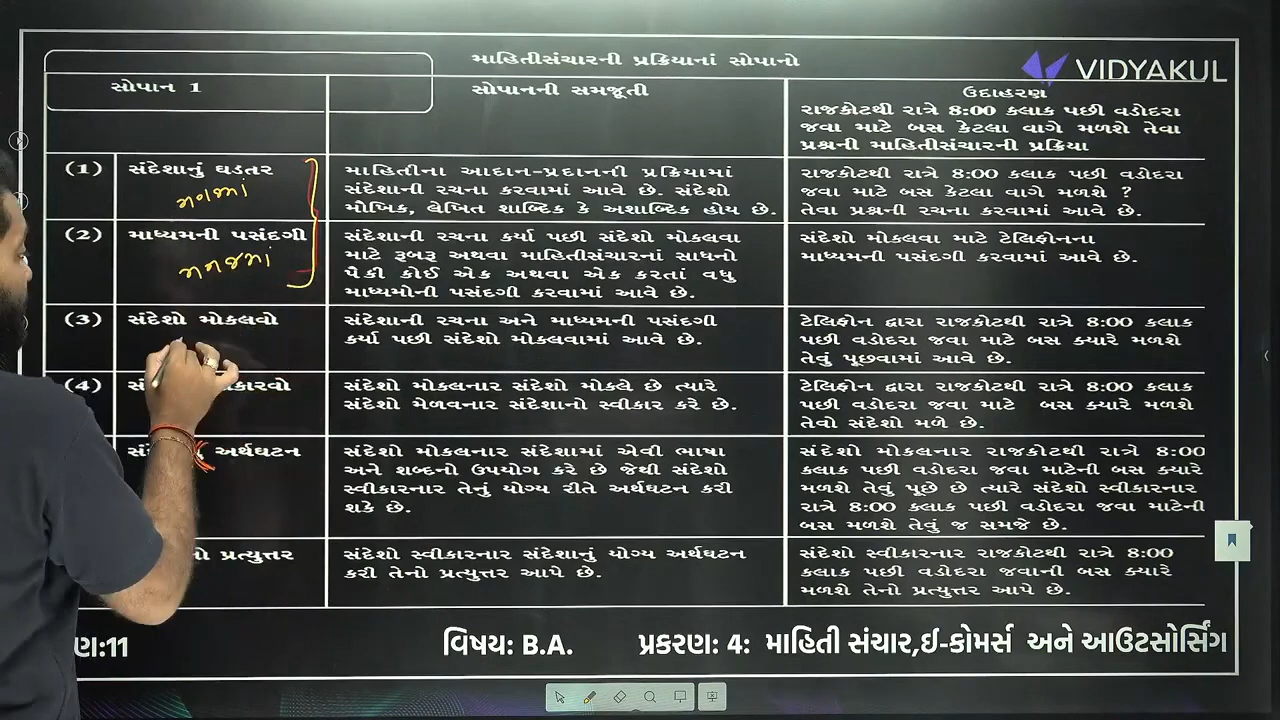 માહિતીસંચારની પ્રક્રિયાનાં સોપાનો
VIDYAKUL
સોપાન 1
સોપાનની સમજૂતી
ઉદાહરણ
રાજકોટથી રાત્રે 8:00 કલાક પછી વડોદરા
જવા માટે બસ કેટલા વાગે મળશે તેવા
પ્રશ્નની માહિતીસંચારની પ્રક્રિયા
(1)
સંદેશાનું ઘડતર
માહિતીના આદાન-પ્રદાનની પ્રક્રિયામાં
સંદેશાની રચના કરવામાં આવે છે. સંદેશો
મૌખિક, લેખિત શાબ્દિક કે અશાબ્દિક હોય છે.
રાજકોટથી રાત્રે 8:00 કલાક પછી વડોદરા
જવા માટે બસ કેટલા વાગે મળશે ?
તેવા પ્રશ્નની રચના કરવામાં આવે છે.
(2)
માધ્યમની પસંદગી
સંદેશાની રચના કર્યા પછી સંદેશો મોકલવા
માટે રૂબરૂ અથવા માહિતીસંચારનાં સાધનો
પૈકી કોઈ એક અથવા એક કરતાં વધુ
માધ્યમોની પસંદગી કરવામાં આવે છે.
સંદેશો મોકલવા માટે ટેલિફોનના
માધ્યમની પસંદગી કરવામાં આવે છે.
(3)
સંદેશો મોકલવો
સંદેશાની રચના અને માધ્યમની પસંદગી
કર્યા પછી સંદેશો મોકલવામાં આવે છે.
ટેલિફોન દ્વારા રાજકોટથી રાત્રે 8:00 કલાક
પછી વડોદરા જવા માટે બસ ક્યારે મળશે
તેવું પૂછવામાં આવે છે.
(4)
સંદેશો મોકલનાર સંદેશો મોકલે છે ત્યારે
સંદેશો મેળવનાર સંદેશાનો સ્વીકાર કરે છે.
ટેલિફોન દ્વારા રાજકોટથી રાત્રે 8:00 કલાક
પછી વડોદરા જવા માટે બસ ક્યારે મળશે
તેવો સંદેશો મળે છે.
અર્થઘટન
સંદેશો મોકલનાર સંદેશામાં એવી ભાષા
અને શબ્દનો ઉપયોગ કરે છે જેથી સંદેશો
સ્વીકારનાર તેનું યોગ્ય રીતે અર્થઘટન કરી
શકે છે.
સંદેશો મોકલનાર રાજકોટથી રાત્રે 8:00
કલાક પછી વડોદરા જવા માટેની બસ ક્યારે
મળશે તેવું પૂછે છે ત્યારે સંદેશો સ્વીકારનાર
રાત્રે 8:00 કલાક પછી વડોદરા જવા માટેની
બસ મળશે તેવું જ સમજે છે.
પ્રત્યુત્તર
સંદેશો સ્વીકારનાર સંદેશાનું યોગ્ય અર્થઘટન
કરી તેનો પ્રત્યુત્તર આપે છે.
સંદેશો સ્વીકારનાર રાજકોટથી રાત્રે 8:00
કલાક પછી વડોદરા જવાની બસ ક્યારે
મળશે તેનો પ્રત્યુત્તર આપે છે.
ણ:11
વિષય: B.A.
પ્રકરણ: 4: માહિતી સંચાર,ઈ-કોમર્સ અને આઉટસોર્સિંગ